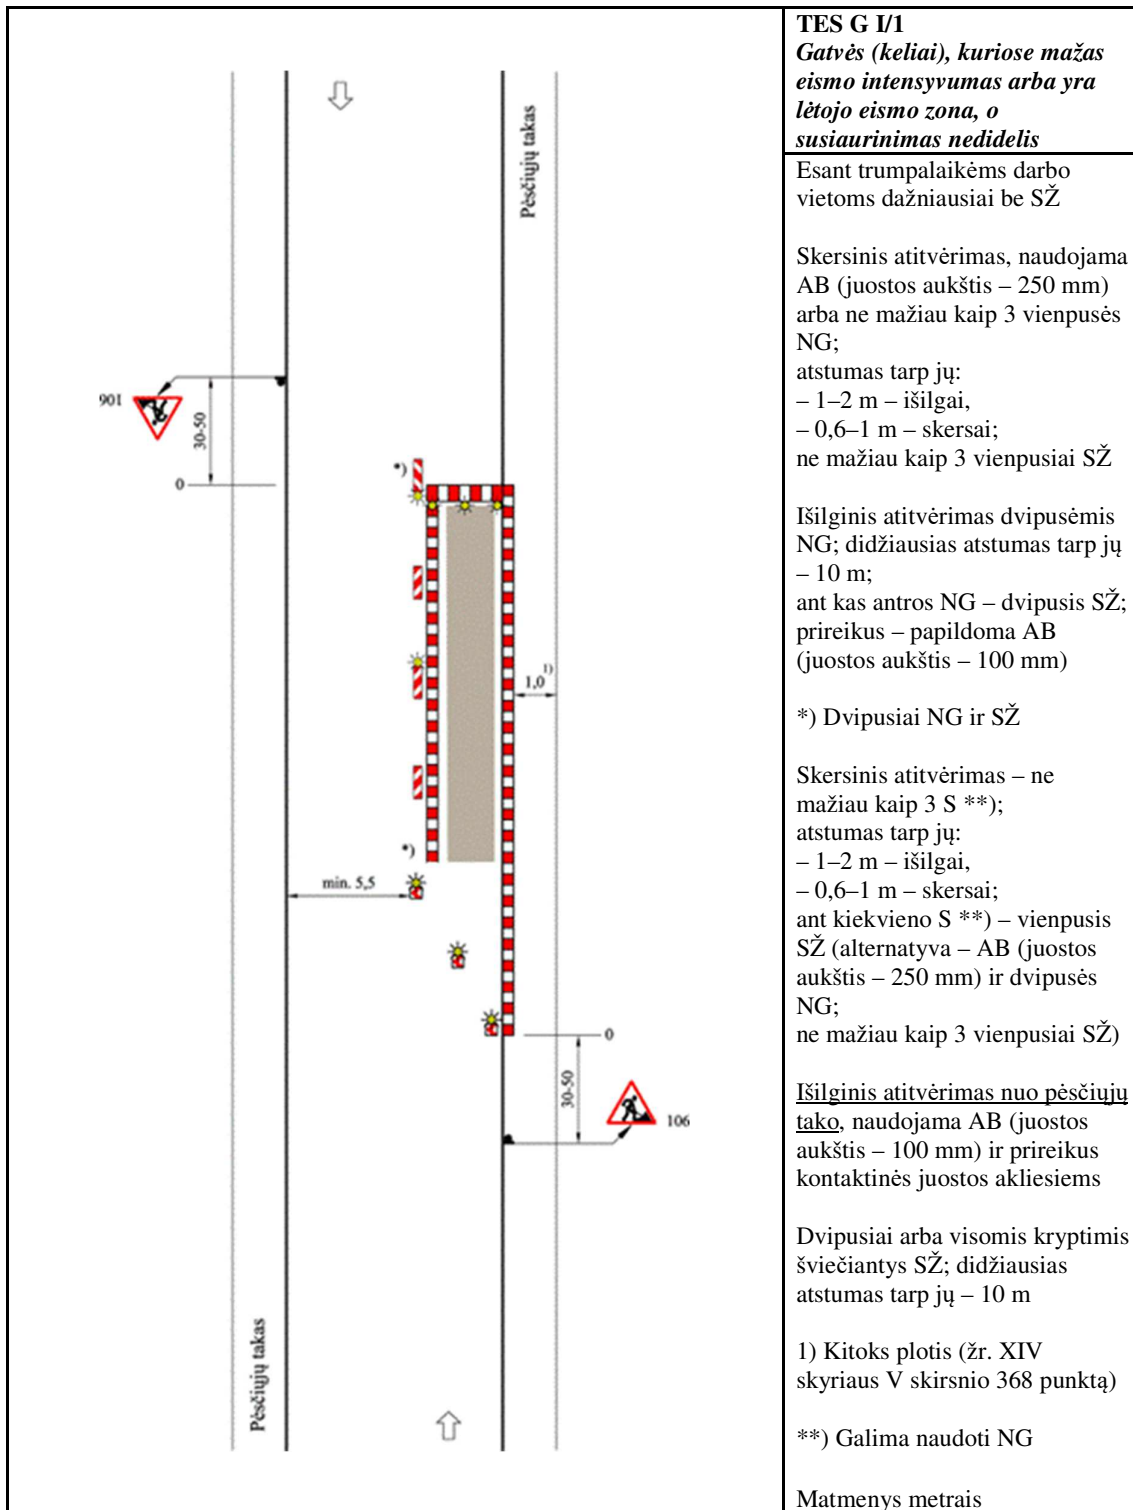 TES G I/1
Gatvės (keliai), kuriose mažas
eismo intensyvumas arba yra
lėtojo eismo zona, o
susiaurinimas nedidelis
Esant trumpalaikėms darbo
vietoms dažniausiai be SŽ
Skersinis atitvėrimas, naudojama
AB (juostos aukštis – 250 mm)
arba ne mažiau kaip 3 vienpusės
NG;
atstumas tarp jų:
– 1–2 m – išilgai,
– 0,6–1 m – skersai;
ne mažiau kaip 3 vienpusiai SŽ
Išilginis atitvėrimas dvipusėmis
NG; didžiausias atstumas tarp jų
– 10 m;
ant kas antros NG – dvipusis SŽ;
prireikus – papildoma AB
(juostos aukštis – 100 mm)
*) Dvipusiai NG ir SŽ
Skersinis atitvėrimas – ne
mažiau kaip 3 S **);
atstumas tarp jų:
– 1–2 m – išilgai,
– 0,6–1 m – skersai;
ant kiekvieno S **) – vienpusis
SŽ (alternatyva – AB (juostos
aukštis – 250 mm) ir dvipusės
NG;
ne mažiau kaip 3 vienpusiai SŽ)
Išilginis atitvėrimas nuo pėsčiųjų
tako, naudojama AB (juostos
aukštis – 100 mm) ir prireikus
kontaktinės juostos akliesiems
Dvipusiai arba visomis kryptimis
šviečiantys SŽ; didžiausias
atstumas tarp jų – 10 m
1) Kitoks plotis (žr. XIV
skyriaus V skirsnio 368 punktą)
**) Galima naudoti NG
Matmenys metrais
Pėsčiųjų takas
106
30-50
0
*)
1,0 1)
*)
min. 5,5
0
30-50
106
Pėsčiųjų takas